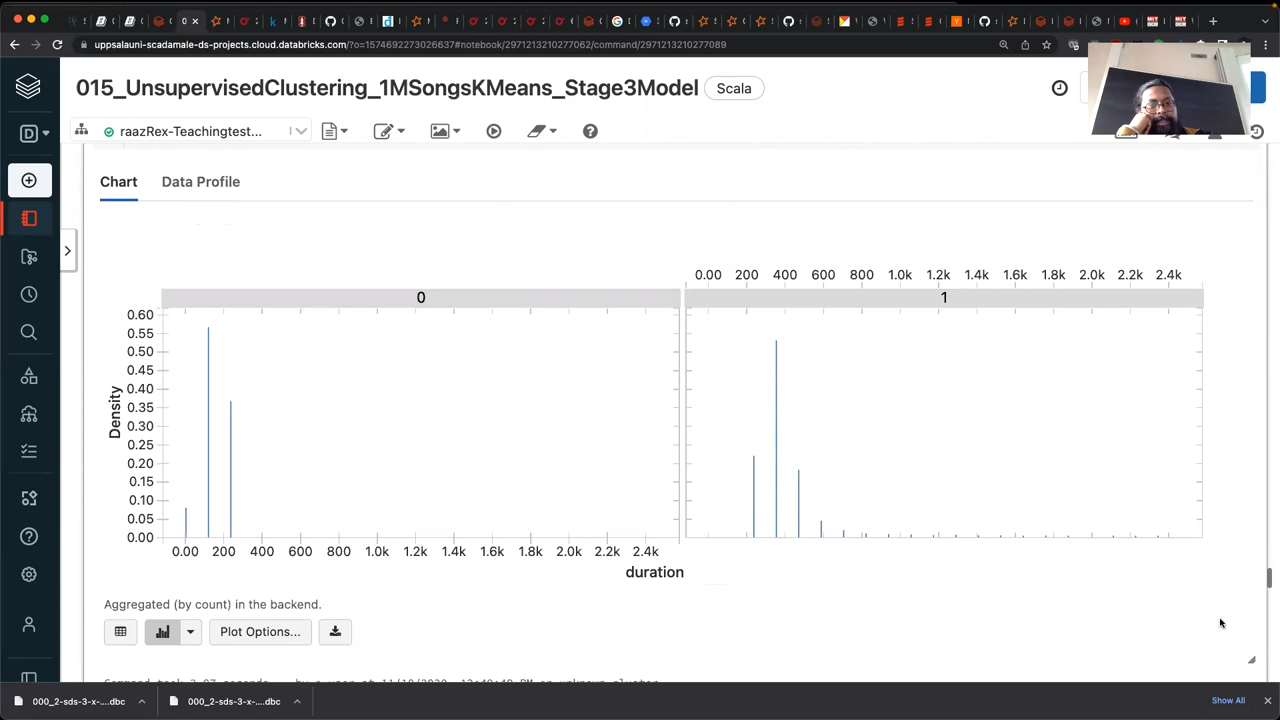 uppsalauni-scadamale-ds-projects.cloud.databricks.com/?o=1574692273026637#notebook/2971213210277062/command/2971213210277089
015_UnsupervisedClustering_1MSongsKMeans_Stage3Model Scala
D raazRex-Teachingtest...
Chart Data Profile
0.00 200 400 600 800 1.0k 1.2k 1.4k 1.6k 1.8k 2.0k 2.2k 2.4k
0 1
0.60
0.55
0.50
0.45
0.40
0.35
0.30
0.25
0.20
0.15
0.10
0.05
0.00
Density
0.00 200 400 600 800 1.0k 1.2k 1.4k 1.6k 1.8k 2.0k 2.2k 2.4k
duration
Aggregated (by count) in the backend.
Plot Options...
000_2-sds-3-x-....dbc 000_2-sds-3-x-....dbc Show All